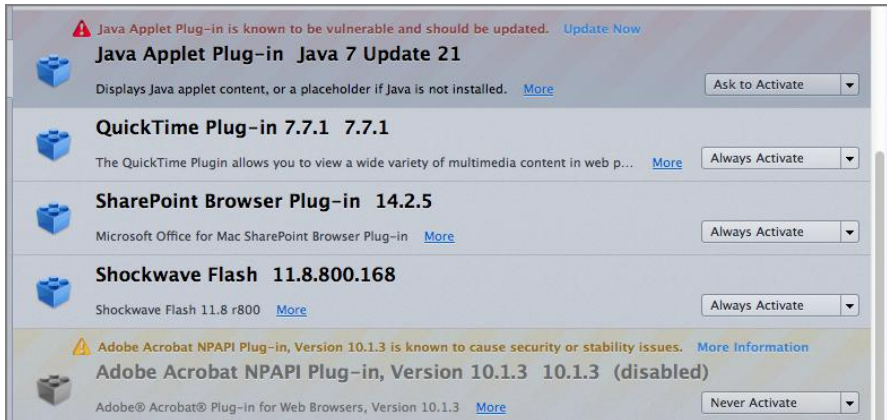 Java Applet Plug-in is known to be vulnerable and should be updated. Update Now
Java Applet Plug-in Java 7 Update 21
Displays Java applet content, or a placeholder if Java is not installed. More
Ask to Activate
QuickTime Plug-in 7.7.1 7.7.1
The QuickTime Plugin allows you to view a wide variety of multimedia content in web p... More
Always Activate
SharePoint Browser Plug-in 14.2.5
Microsoft Office for Mac SharePoint Browser Plug-in More
Always Activate
Shockwave Flash 11.8.800.168
Shockwave Flash 11.8 r800 More
Always Activate
Adobe Acrobat NPAPI Plug-in, Version 10.1.3 is known to cause security or stability issues. More Information
Adobe Acrobat NPAPI Plug-in, Version 10.1.3 10.1.3 (disabled)
Adobe® Acrobat® Plug-in for Web Browsers, Version 10.1.3 More
Never Activate